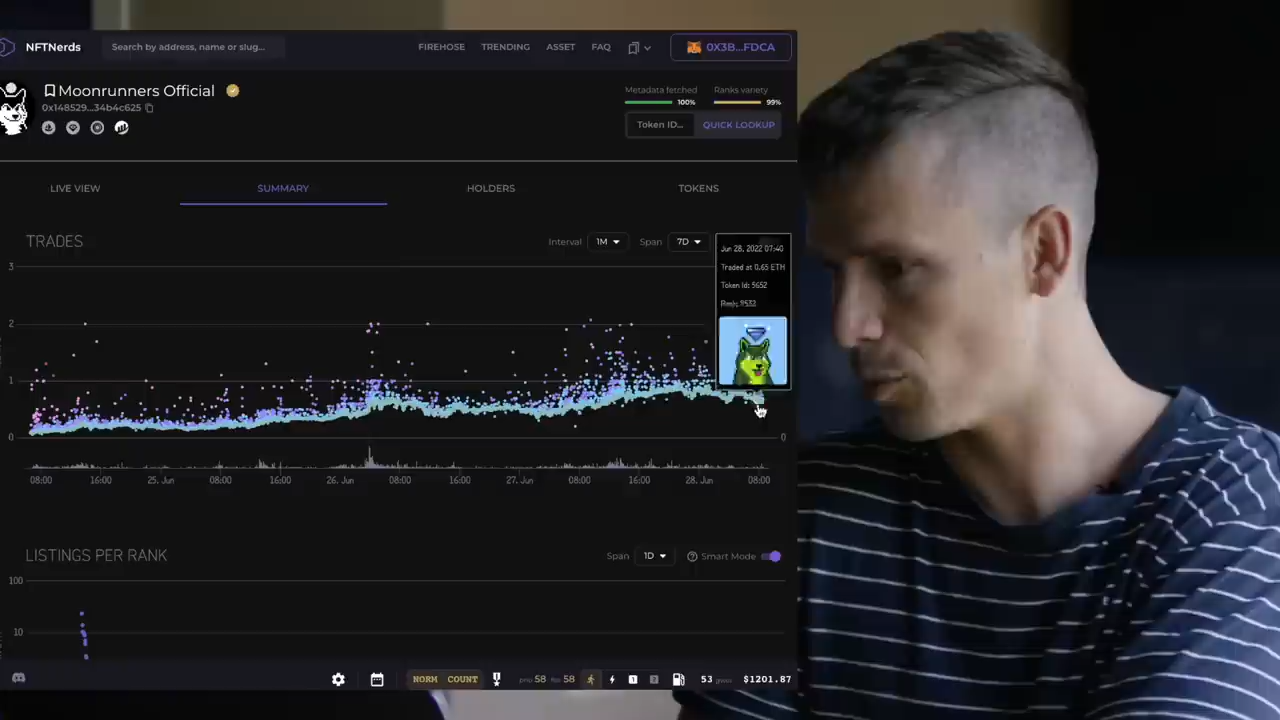 NFTNerds
Search by address, name or slug...
FIREHOSE TRENDING ASSET FAQ
0X3B...FDCA
Moonrunners Official
0x148529...34b4c625
Metadata fetched
100%
Ranks variety
99%
Token ID...
QUICK LOOKUP
LIVE VIEW SUMMARY HOLDERS TOKENS
TRADES
Interval 1M Span 7D
Jun 28, 2022 07:40
Traded at 0.65 ETH
Token Id: 5652
3
2
1
0
0
08:00 16:00 25. Jun 08:00 16:00 26. Jun 08:00 16:00 27. Jun 08:00 16:00 28. Jun 08:00
LISTINGS PER RANK
Span 1D Smart Mode
100
10
NORM COUNT 58 58 1 2 53 $1201.87